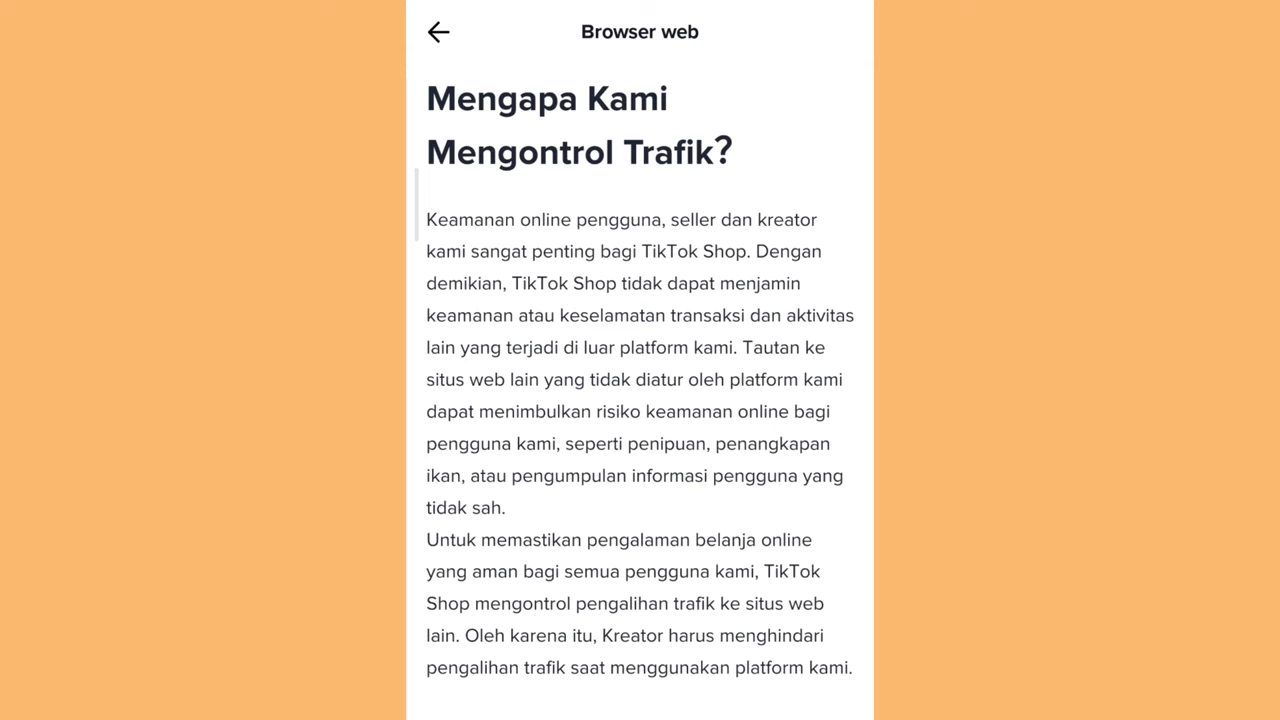 Browser web
Mengapa Kami
Mengontrol Trafik?
Keamanan online pengguna, seller dan kreator
kami sangat penting bagi TikTok Shop. Dengan
demikian, TikTok Shop tidak dapat menjamin
keamanan atau keselamatan transaksi dan aktivitas
lain yang terjadi di luar platform kami. Tautan ke
situs web lain yang tidak diatur oleh platform kami
dapat menimbulkan risiko keamanan online bagi
pengguna kami, seperti penipuan, penangkapan
ikan, atau pengumpulan informasi pengguna yang
tidak sah.
Untuk memastikan pengalaman belanja online
yang aman bagi semua pengguna kami, TikTok
Shop mengontrol pengalihan trafik ke situs web
lain. Oleh karena itu, Kreator harus menghindari
pengalihan trafik saat menggunakan platform kami.